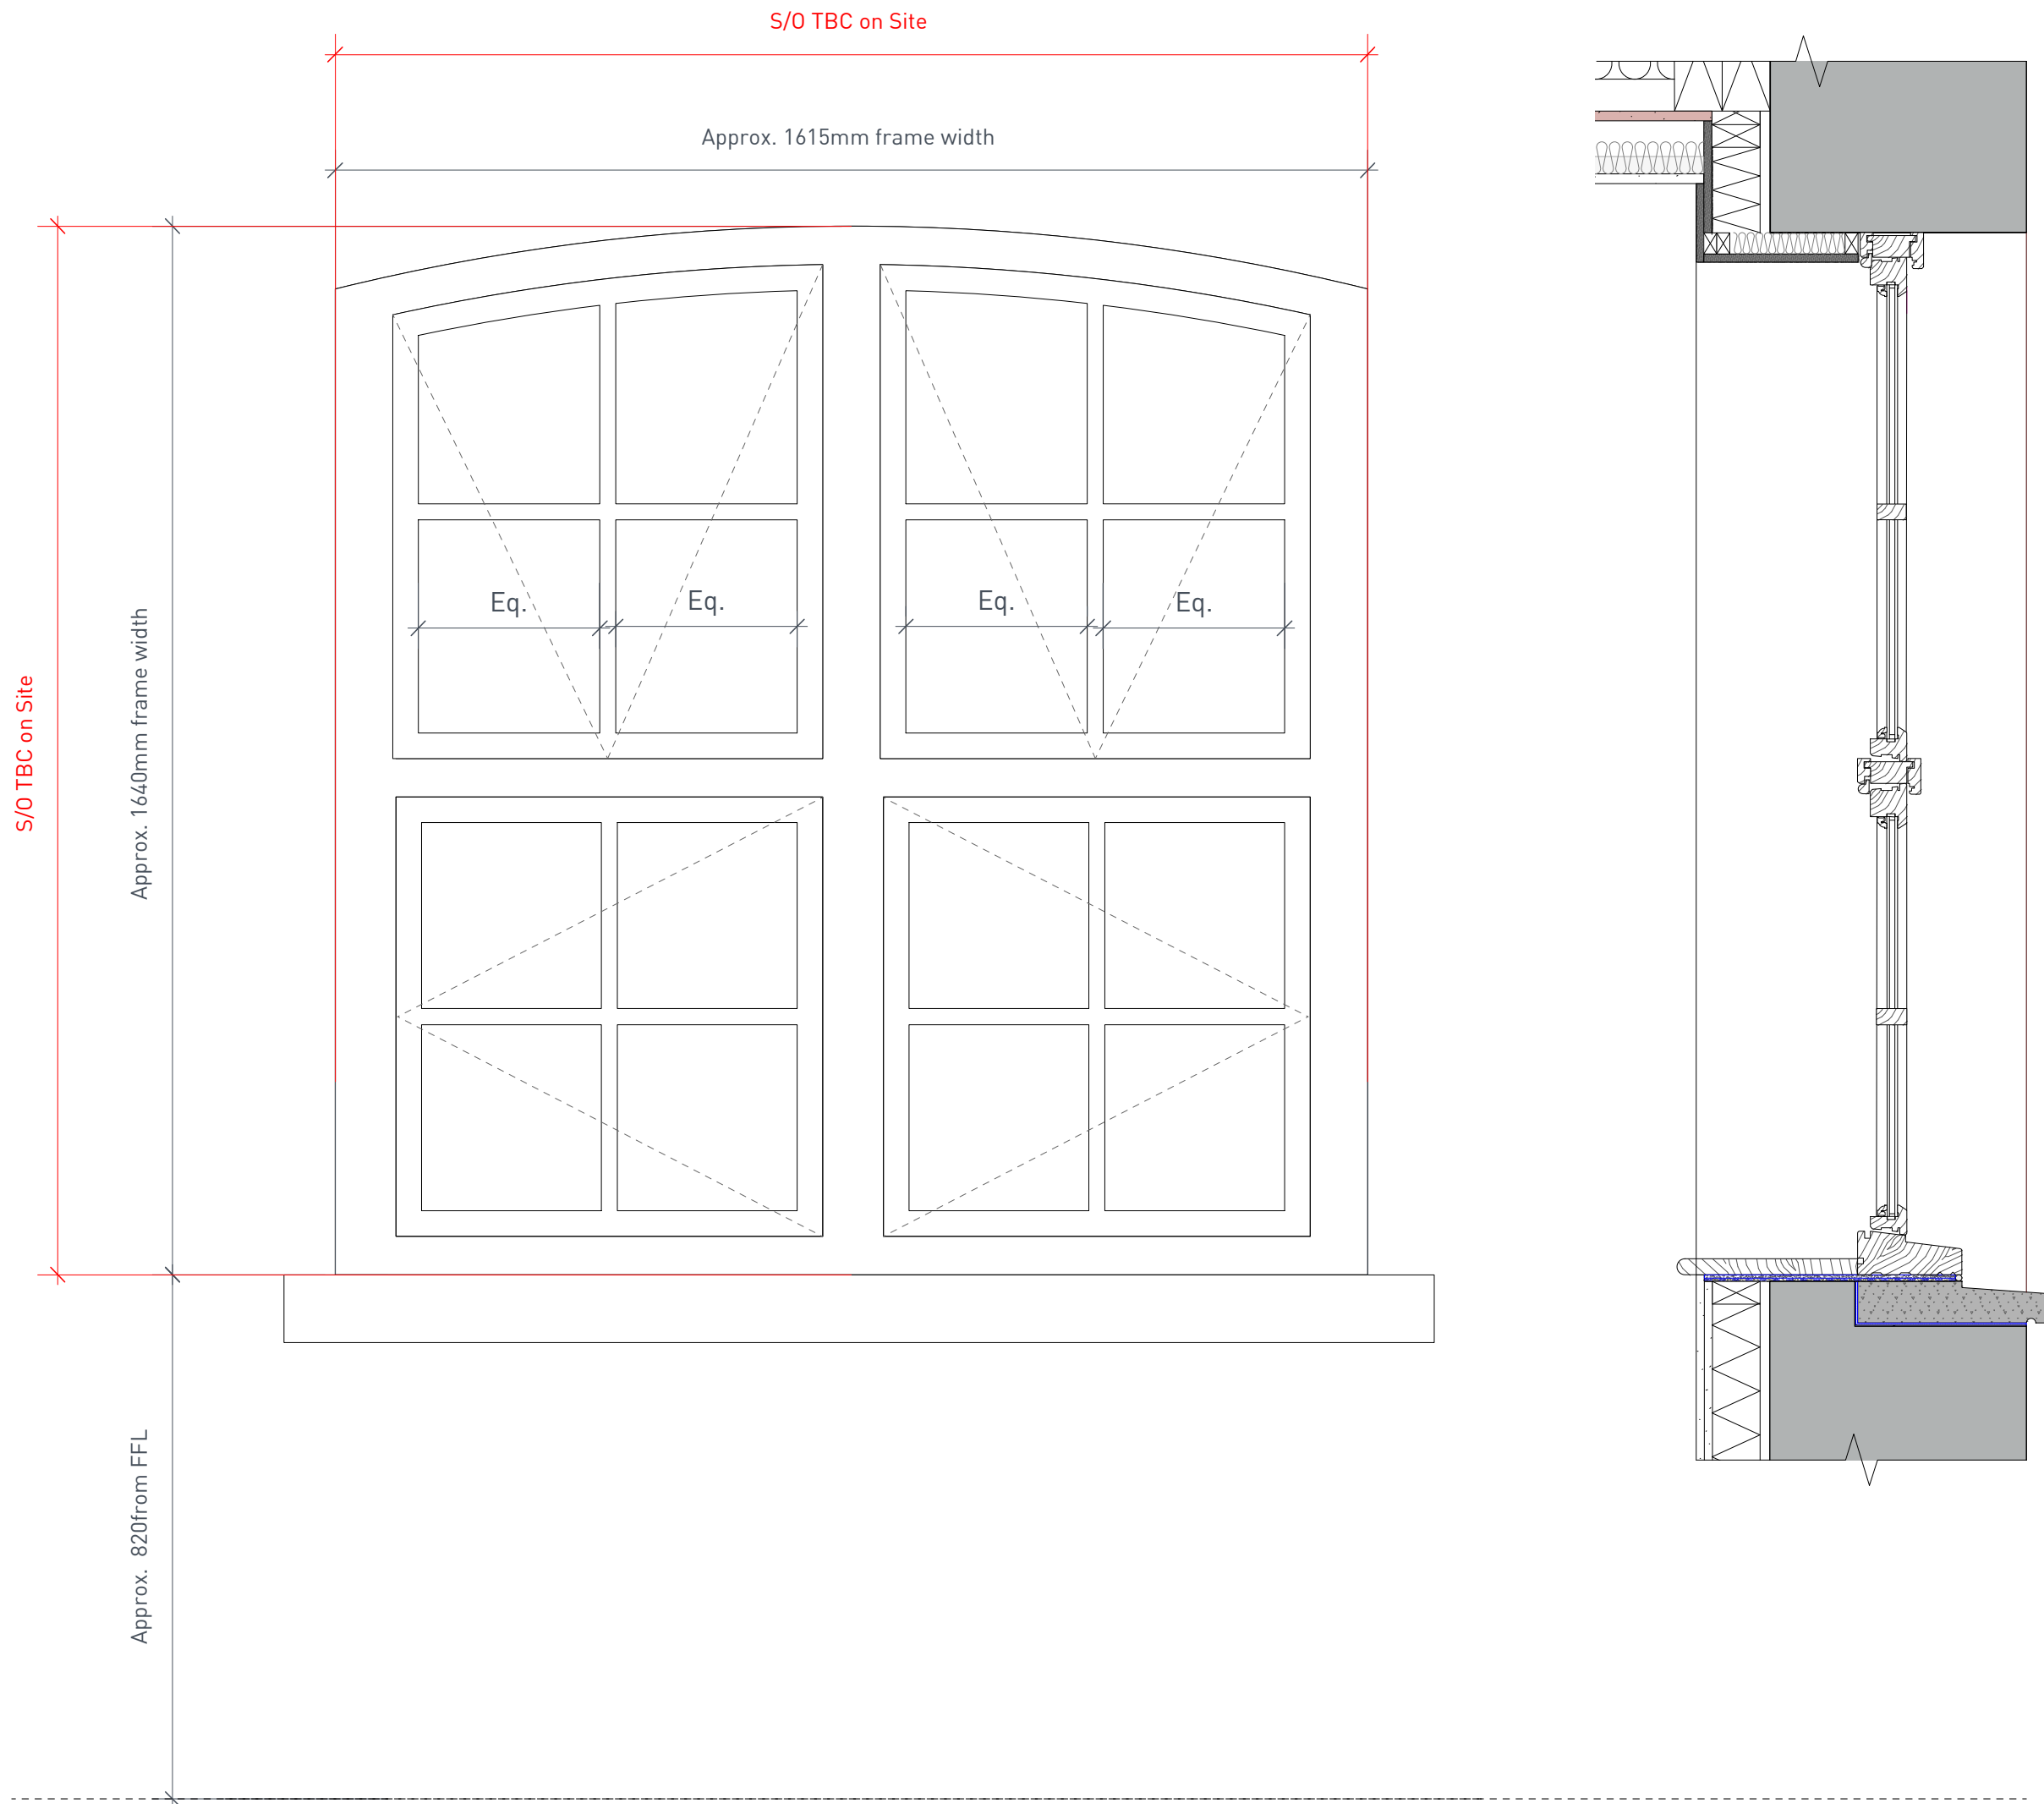 S/O TBC on Site
Approx. 1615mm frame width
S/O TBC on Site
Approx. 1640mm frame width
Eq.
Eq.
Eq.
Eq.
Approx. 820from FFL